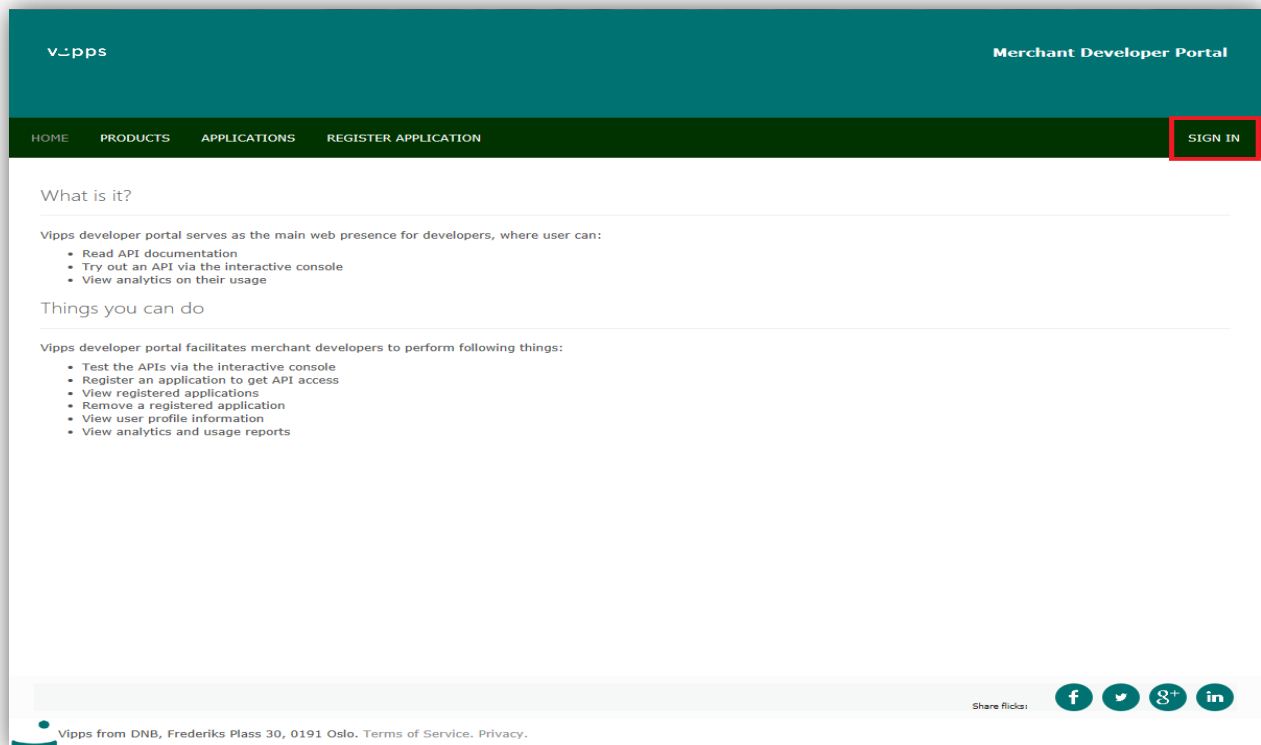 vipps
Merchant Developer Portal
HOME PRODUCTS APPLICATIONS REGISTER APPLICATION SIGN IN
What is it?
Vipps developer portal serves as the main web presence for developers, where user can:
• Read API documentation
• Try out an API via the interactive console
• View analytics on their usage
Things you can do
Vipps developer portal facilitates merchant developers to perform following things:
• Test the APIs via the interactive console
• Register an application to get API access
• View registered applications
• Remove a registered application
• View user profile information
• View analytics and usage reports
Share flicks:
f 8+ in
Vipps from DNB, Frederiks Plass 30, 0191 Oslo. Terms of Service. Privacy.